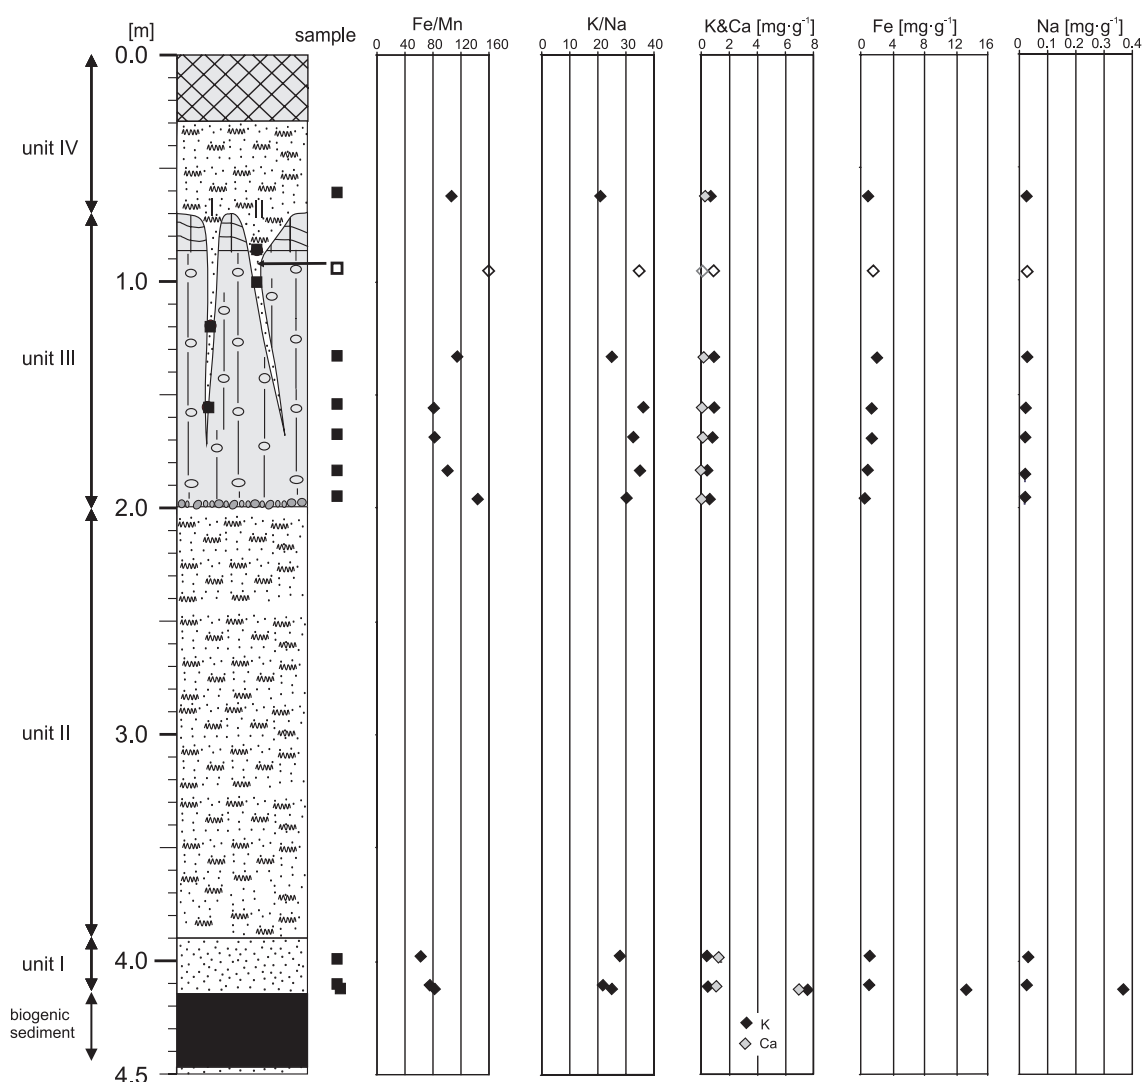 [m]
sample
Fe/Mn
K/Na
K&Ca [mg·g⁻¹]
Fe [mg·g⁻¹]
Na [mg·g⁻¹]
0 40 80 120 160
0 10 20 30 40
0 2 4 6 8
0 4 8 12 16
0 0.1 0.2 0.3 0.4
0.0
unit IV
I II
1.0
unit III
2.0
unit II
3.0
unit I
4.0
biogenic
sediment
K
Ca
4.5